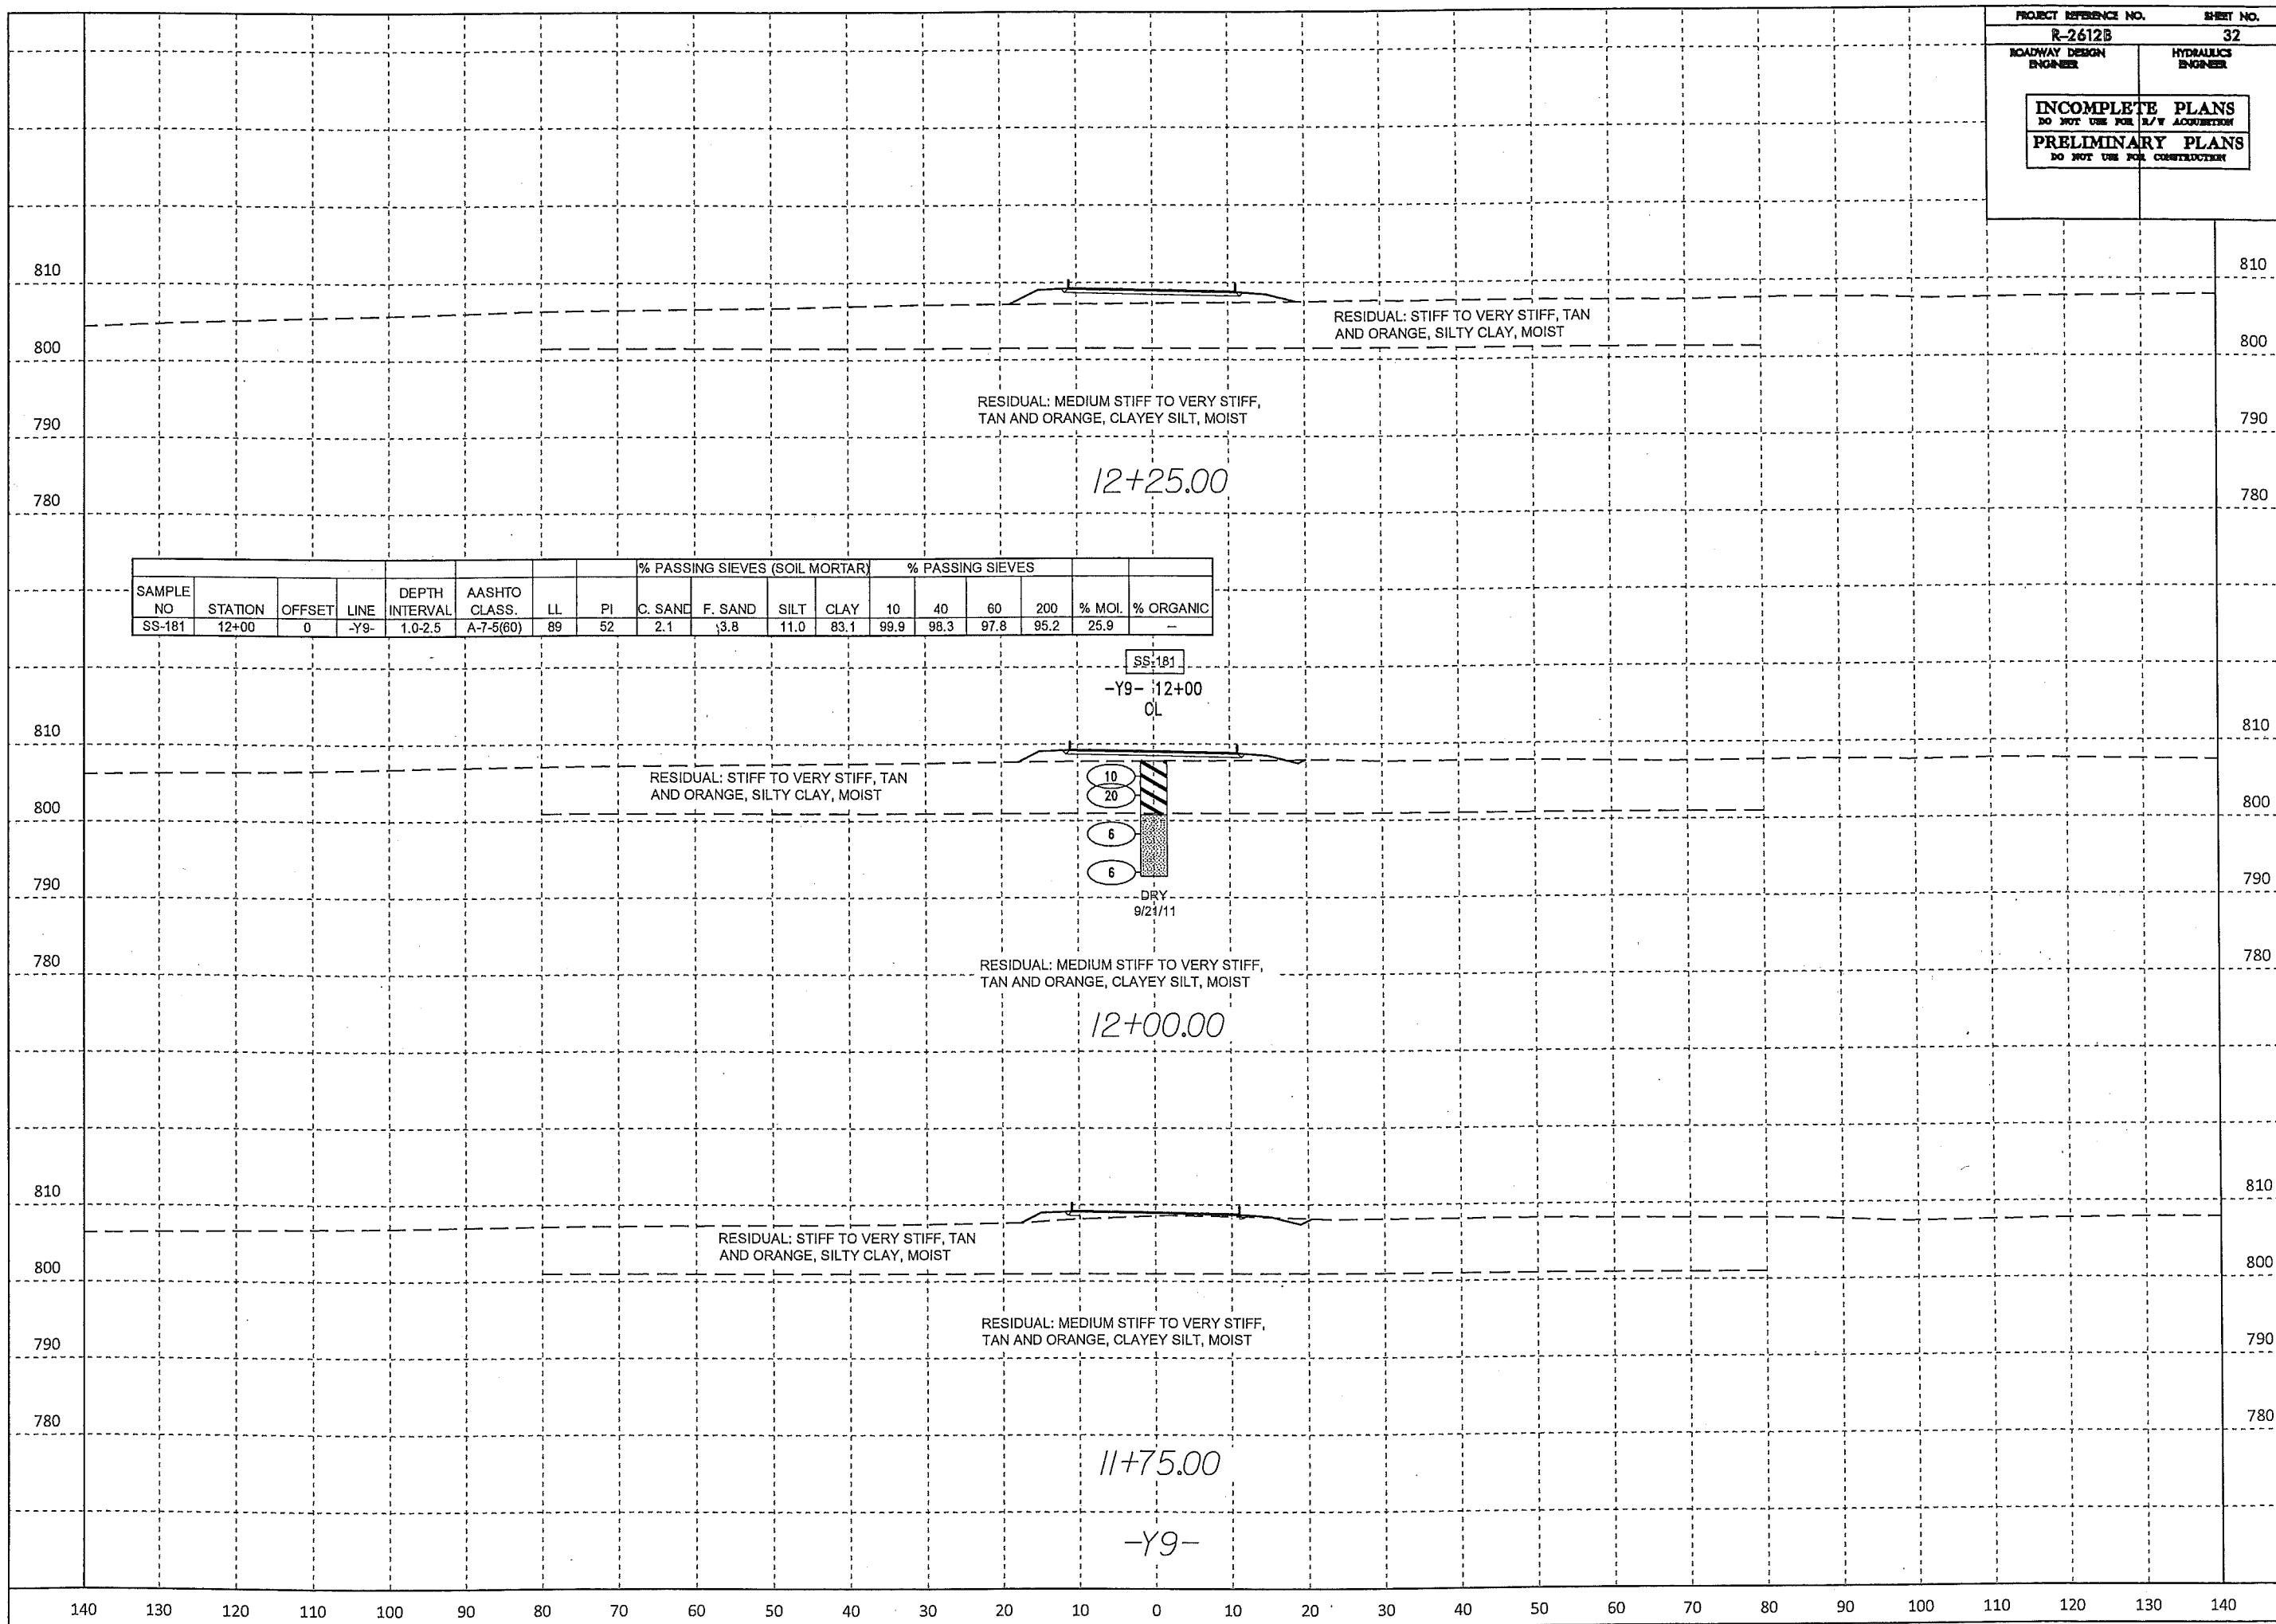 PROJECT REFERENCE NO. SHEET NO.
R-2612B 32
ROADWAY DESIGN ENGINEER
HYDRAULICS ENGINEER
INCOMPLETE PLANS
DO NOT USE FOR R/W ACQUISITION
PRELIMINARY PLANS
DO NOT USE FOR CONSTRUCTION
810 810
RESIDUAL: STIFF TO VERY STIFF, TAN
AND ORANGE, SILTY CLAY, MOIST
800 800
RESIDUAL: MEDIUM STIFF TO VERY STIFF,
TAN AND ORANGE, CLAYEY SILT, MOIST
790 790
12+25.00
780 780
% PASSING SIEVES (SOIL MORTAR) % PASSING SIEVES
SAMPLE NO STATION OFFSET LINE DEPTH INTERVAL AASHTO CLASS. LL PI C. SAND F. SAND SILT CLAY 10 40 60 200 % MOI. % ORGANIC
SS-181 12+00 0 -Y9- 1.0-2.5 A-7-5(60) 89 52 2.1 3.8 11.0 83.1 99.9 98.3 97.8 95.2 25.9 -
SS-181
-Y9- 12+00
CL
810 810
RESIDUAL: STIFF TO VERY STIFF, TAN
AND ORANGE, SILTY CLAY, MOIST
10
20
800 800
6
6
790 790
DRY
9/21/11
780 780
RESIDUAL: MEDIUM STIFF TO VERY STIFF,
TAN AND ORANGE, CLAYEY SILT, MOIST
12+00.00
810 810
RESIDUAL: STIFF TO VERY STIFF, TAN
AND ORANGE, SILTY CLAY, MOIST
800 800
RESIDUAL: MEDIUM STIFF TO VERY STIFF,
TAN AND ORANGE, CLAYEY SILT, MOIST
790 790
780 780
11+75.00
-Y9-
140 130 120 110 100 90 80 70 60 50 40 30 20 10 0 10 20 30 40 50 60 70 80 90 100 110 120 130 140